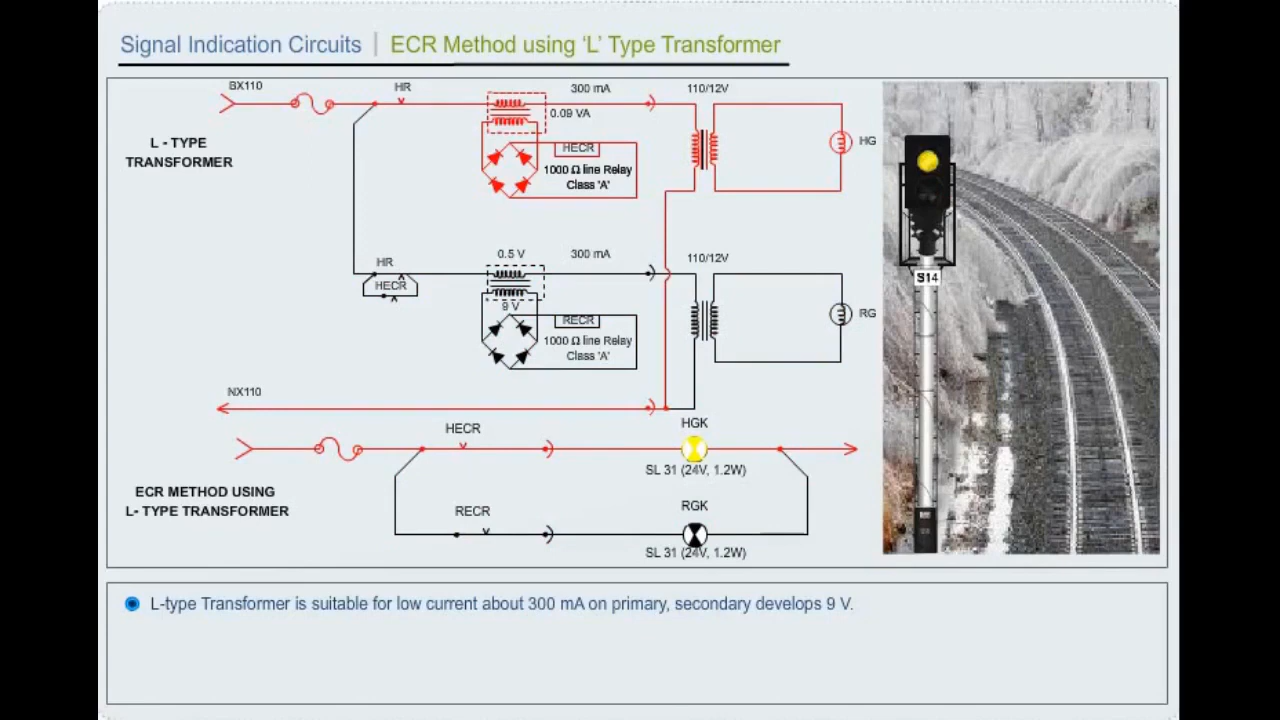 Signal Indication Circuits | ECR Method using ‘L’ Type Transformer
BX110
HR
300 mA
110/12V
0.09 VA
L - TYPE
TRANSFORMER
HECR
1000 Ω line Relay
Class 'A'
HG
HR
HECR
0.5 V
300 mA
110/12V
9 V
RECR
1000 Ω line Relay
Class 'A'
RG
S14
NX110
HECR
HGK
SL 31 (24V, 1.2W)
ECR METHOD USING
L- TYPE TRANSFORMER
RECR
RGK
SL 31 (24V, 1.2W)
L-type Transformer is suitable for low current about 300 mA on primary, secondary develops 9 V.